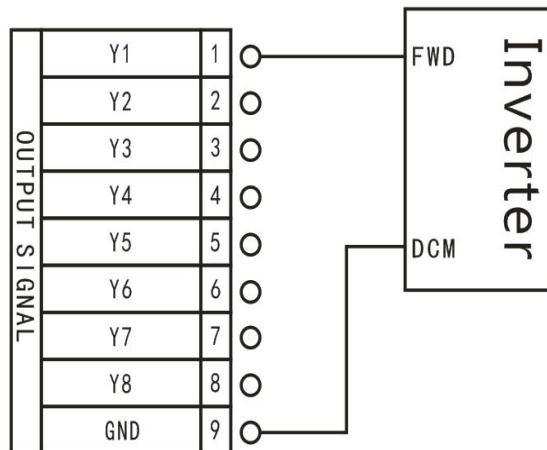 OUTPUT SIGNAL
Y1 1
Y2 2
Y3 3
Y4 4
Y5 5
Y6 6
Y7 7
Y8 8
GND 9
FWD
DCM
Inverter